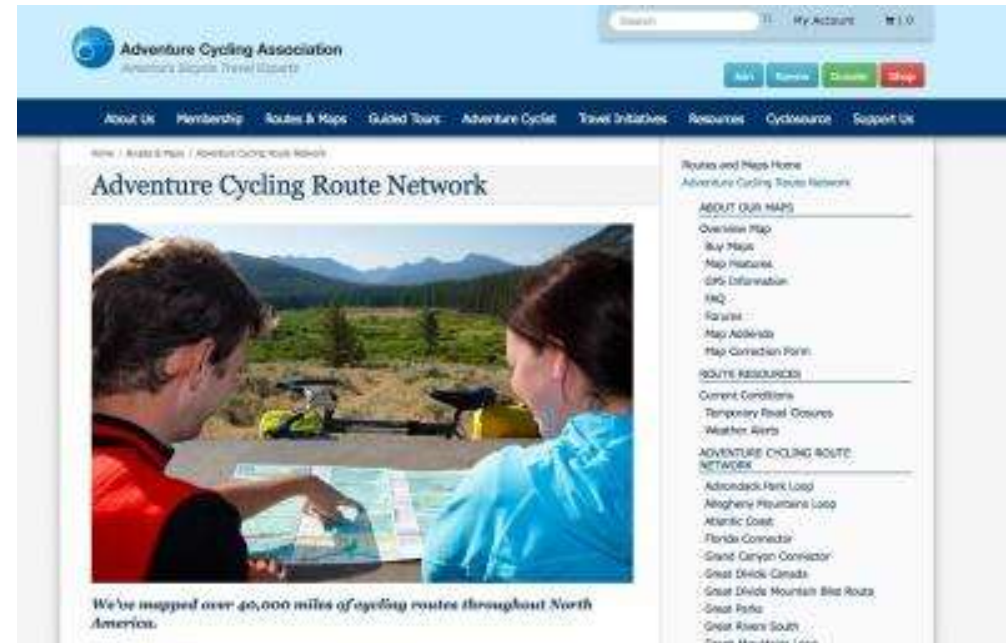 Search
My Account
0
Adventure Cycling Association
America's Bicycle Travel Experts
Join Renew Donate Shop
About Us Membership Routes & Maps Guided Tours Adventure Cyclist Travel Initiatives Resources Cyclosource Support Us
Home / Routes & Maps / Adventure Cycling Route Network
Adventure Cycling Route Network
We've mapped over 40,000 miles of cycling routes throughout North
America.
Routes and Maps Home
Adventure Cycling Route Network
ABOUT OUR MAPS
Overview Map
Buy Maps
Map Features
GPS Information
FAQ
Forums
Map Addenda
Map Correction Form
ROUTE RESOURCES
Current Conditions
Temporary Road Closures
Weather Alerts
ADVENTURE CYCLING ROUTE
NETWORK
Adirondack Park Loop
Allegheny Mountains Loop
Atlantic Coast
Florida Connector
Grand Canyon Connector
Great Divide Canada
Great Divide Mountain Bike Route
Great Parks
Great Rivers South